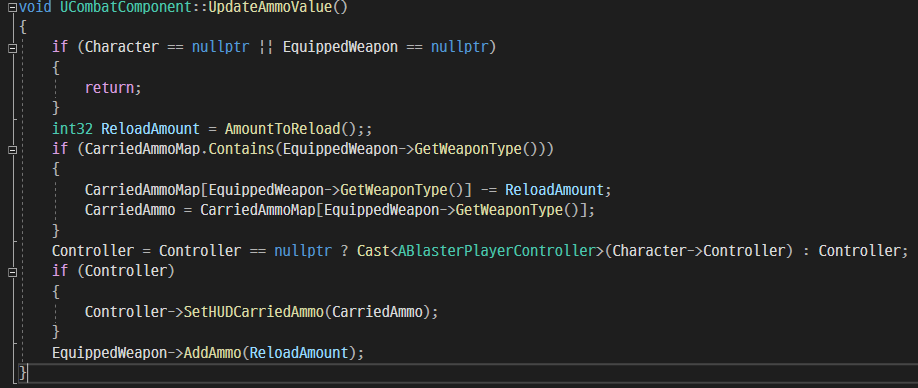 void UCombatComponent::UpdateAmmoValue()
{
    if (Character == nullptr || EquippedWeapon == nullptr)
    {
        return;
    }
    int32 ReloadAmount = AmountToReload();;
    if (CarriedAmmoMap.Contains(EquippedWeapon->GetWeaponType()))
    {
        CarriedAmmoMap[EquippedWeapon->GetWeaponType()] -= ReloadAmount;
        CarriedAmmo = CarriedAmmoMap[EquippedWeapon->GetWeaponType()];
    }
    Controller = Controller == nullptr ? Cast<ABlasterPlayerController>(Character->Controller) : Controller;
    if (Controller)
    {
        Controller->SetHUDCarriedAmmo(CarriedAmmo);
    }
    EquippedWeapon->AddAmmo(ReloadAmount);
}